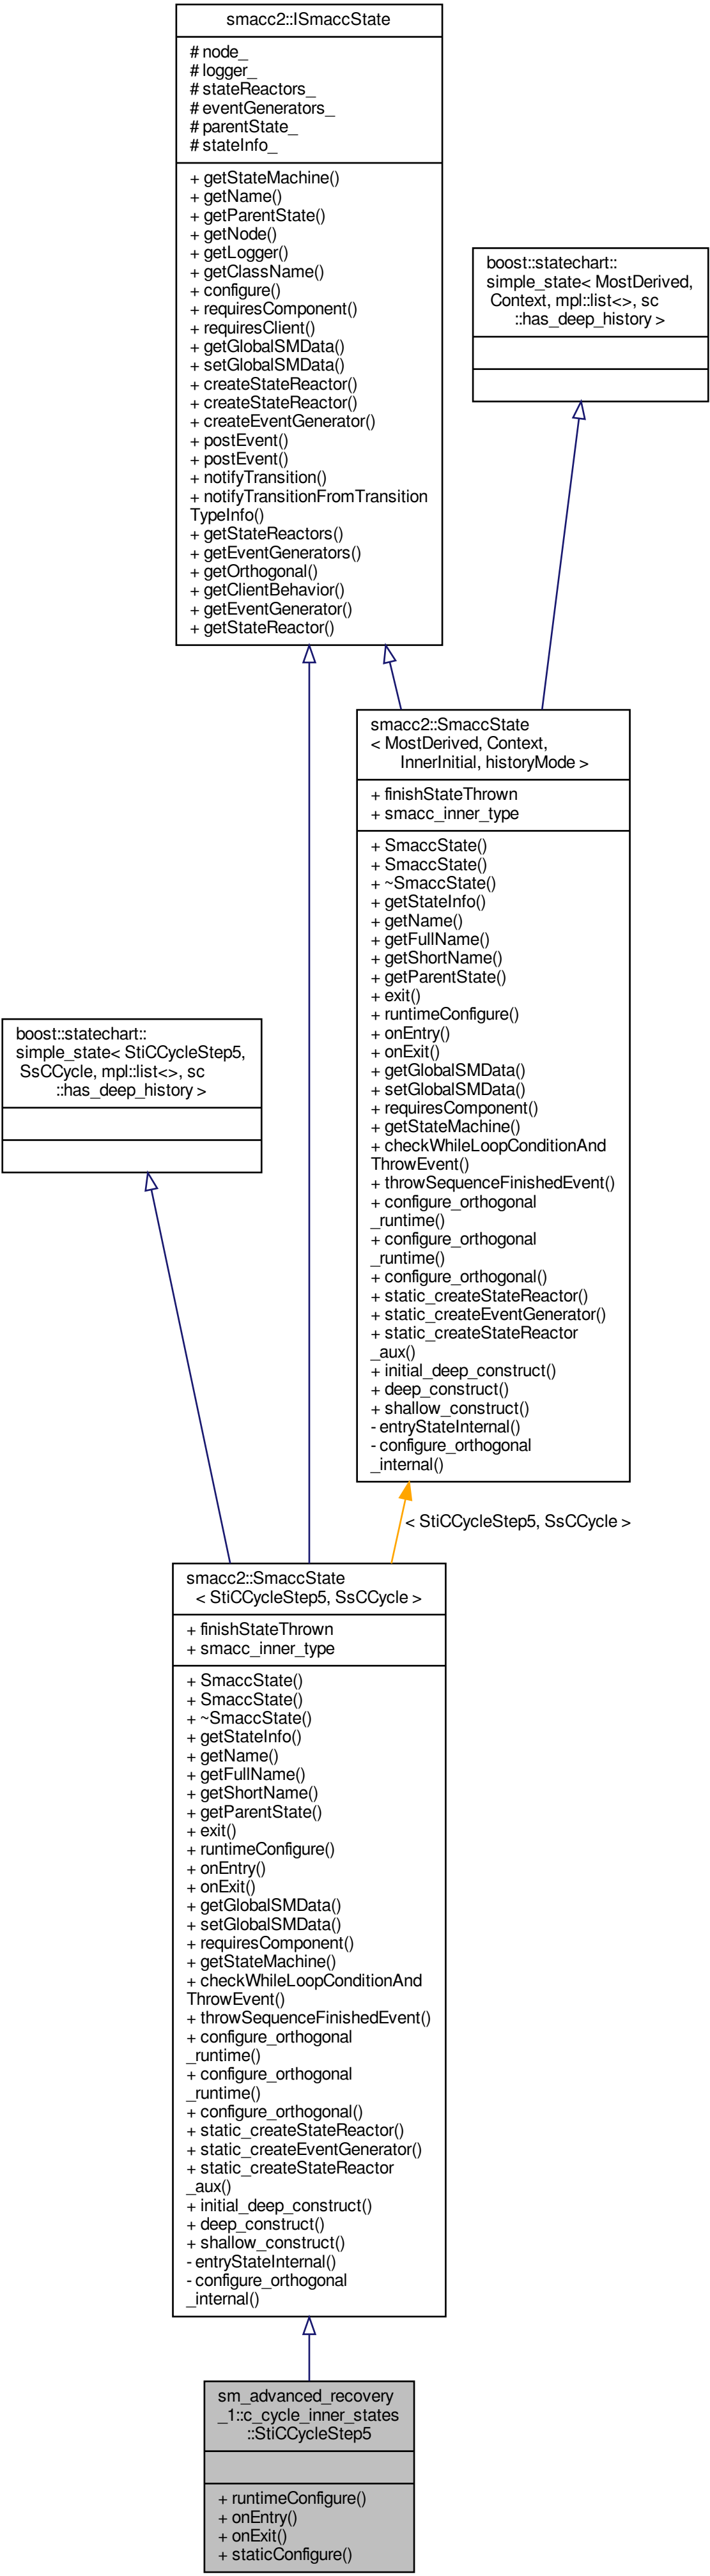 smacc2::ISmaccState
# node_
# logger_
# stateReactors_
# eventGenerators_
# parentState_
# stateInfo_
+ getStateMachine()
+ getName()
+ getParentState()
+ getNode()
+ getLogger()
+ getClassName()
+ configure()
+ requiresComponent()
+ requiresClient()
+ getGlobalSMData()
+ setGlobalSMData()
+ createStateReactor()
+ createStateReactor()
+ createEventGenerator()
+ postEvent()
+ postEvent()
+ notifyTransition()
+ notifyTransitionFromTransition
TypeInfo()
+ getStateReactors()
+ getEventGenerators()
+ getOrthogonal()
+ getClientBehavior()
+ getEventGenerator()
+ getStateReactor()
boost::statechart::
simple_state< MostDerived,
Context, mpl::list<>, sc
::has_deep_history >
smacc2::SmaccState
< MostDerived, Context,
InnerInitial, historyMode >
+ finishStateThrown
+ smacc_inner_type
+ SmaccState()
+ SmaccState()
+ ~SmaccState()
+ getStateInfo()
+ getName()
+ getFullName()
+ getShortName()
+ getParentState()
+ exit()
+ runtimeConfigure()
+ onEntry()
+ onExit()
+ getGlobalSMData()
+ setGlobalSMData()
+ requiresComponent()
+ getStateMachine()
+ checkWhileLoopConditionAnd
ThrowEvent()
+ throwSequenceFinishedEvent()
+ configure_orthogonal
_runtime()
+ configure_orthogonal
_runtime()
+ configure_orthogonal()
+ static_createStateReactor()
+ static_createEventGenerator()
+ static_createStateReactor
_aux()
+ initial_deep_construct()
+ deep_construct()
+ shallow_construct()
- entryStateInternal()
- configure_orthogonal
_internal()
boost::statechart::
simple_state< StiCCycleStep5,
SsCCycle, mpl::list<>, sc
::has_deep_history >
< StiCCycleStep5, SsCCycle >
smacc2::SmaccState
< StiCCycleStep5, SsCCycle >
+ finishStateThrown
+ smacc_inner_type
+ SmaccState()
+ SmaccState()
+ ~SmaccState()
+ getStateInfo()
+ getName()
+ getFullName()
+ getShortName()
+ getParentState()
+ exit()
+ runtimeConfigure()
+ onEntry()
+ onExit()
+ getGlobalSMData()
+ setGlobalSMData()
+ requiresComponent()
+ getStateMachine()
+ checkWhileLoopConditionAnd
ThrowEvent()
+ throwSequenceFinishedEvent()
+ configure_orthogonal
_runtime()
+ configure_orthogonal
_runtime()
+ configure_orthogonal()
+ static_createStateReactor()
+ static_createEventGenerator()
+ static_createStateReactor
_aux()
+ initial_deep_construct()
+ deep_construct()
+ shallow_construct()
- entryStateInternal()
- configure_orthogonal
_internal()
sm_advanced_recovery
_1::c_cycle_inner_states
::StiCCycleStep5
+ runtimeConfigure()
+ onEntry()
+ onExit()
+ staticConfigure()